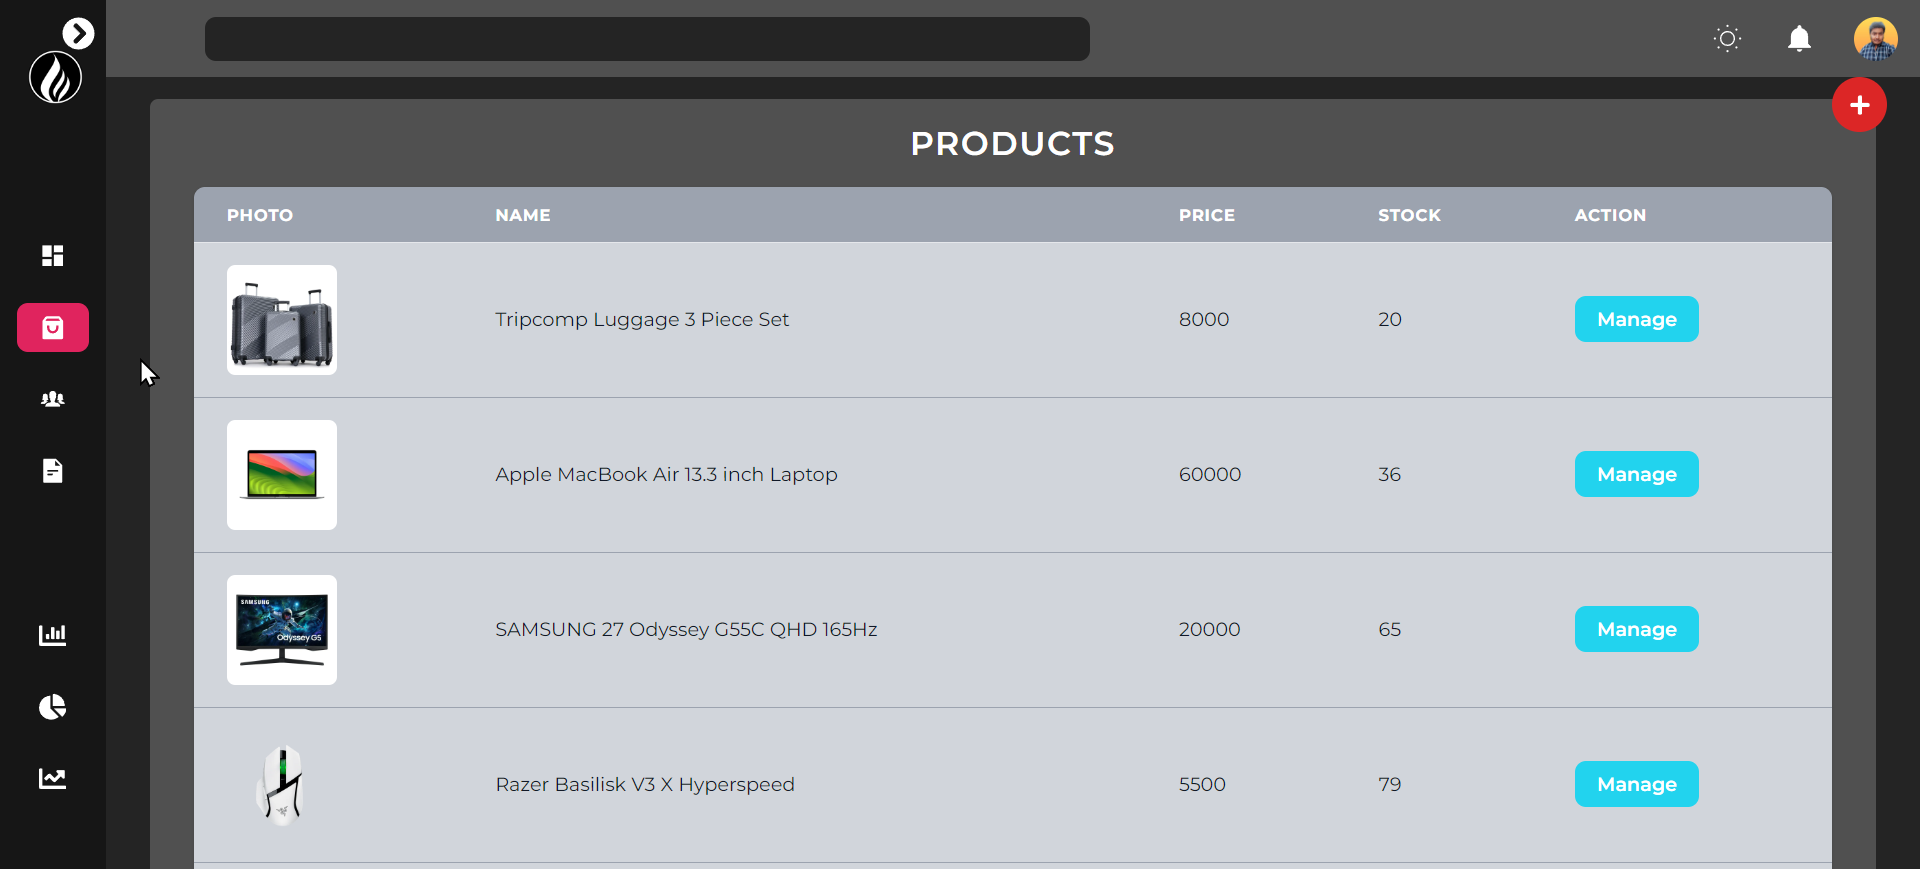 PRODUCTS
PHOTO NAME PRICE STOCK ACTION
Tripcomp Luggage 3 Piece Set 8000 20 Manage
Apple MacBook Air 13.3 inch Laptop 60000 36 Manage
SAMSUNG
Odyssey G5
SAMSUNG 27 Odyssey G55C QHD 165Hz 20000 65 Manage
Razer Basilisk V3 X Hyperspeed 5500 79 Manage